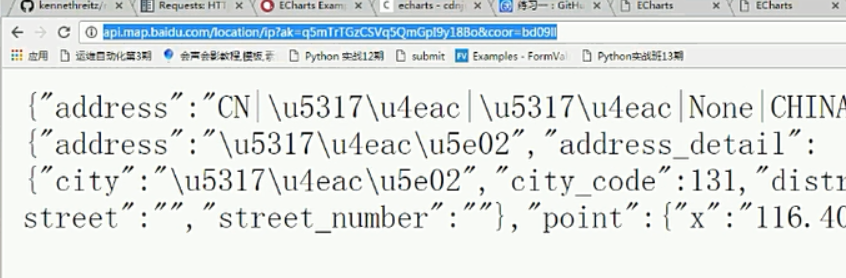 kennethreitz/r
Requests: HTT
ECharts Exam
echarts - cdnj
练习一 : GitHu
ECharts
ECharts
api.map.baidu.com/location/ip?ak=q5mTrTGzCSVq5QmGpI9y18Bo&coor=bd09ll
应用 运维自动化第3期 会声会影教程,模板,素 Python 实战12期 submit Examples - FormVal Python实战班13期
{"address":"CN|\u5317\u4eac|\u5317\u4eac|None|CHINA
{"address":"\u5317\u4eac\u5e02","address_detail":
{"city":"\u5317\u4eac\u5e02","city_code":131,"distr
street":"","street_number":""},"point":{"x":"116.40